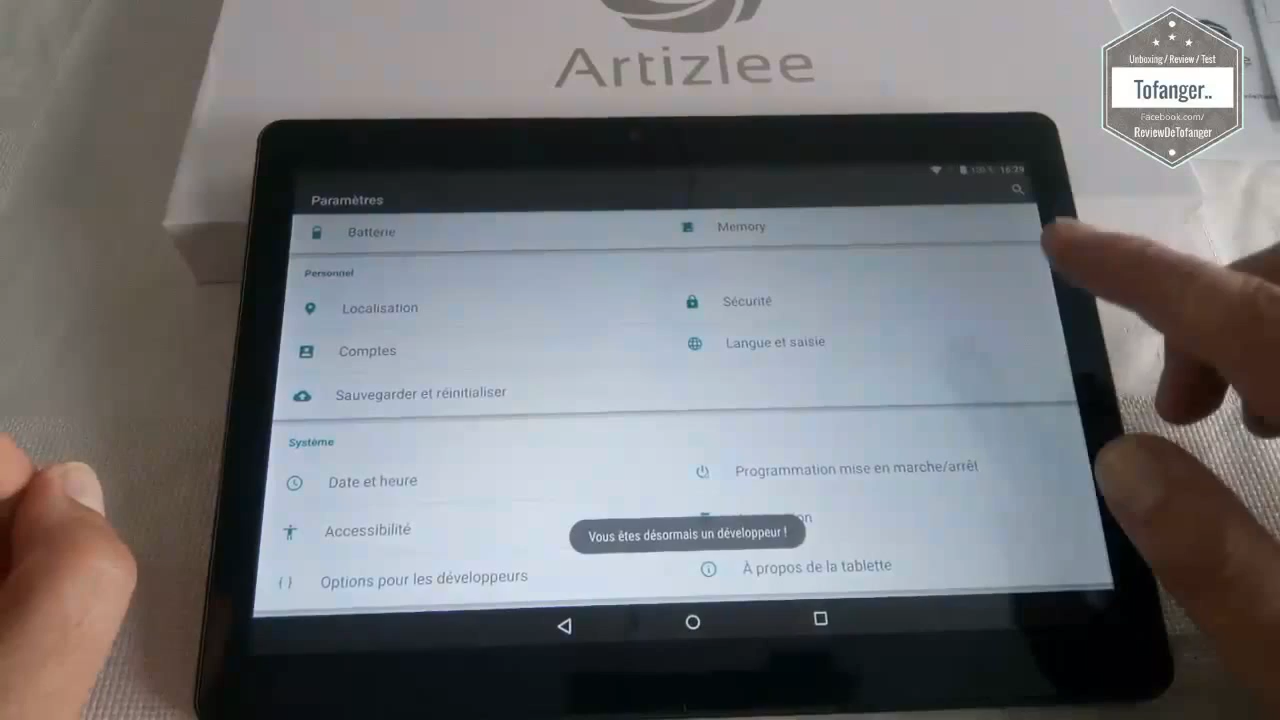 Artizlee
Unboxing / Review / Test
Tofanger..
Facebook.com/
ReviewDeTofanger
16:29
Paramètres
Batterie
Memory
Personnel
Localisation
Sécurité
Comptes
Langue et saisie
Sauvegarder et réinitialiser
Système
Date et heure
Programmation mise en marche/arrêt
Accessibilité
Vous êtes désormais un développeur !
Options pour les développeurs
À propos de la tablette